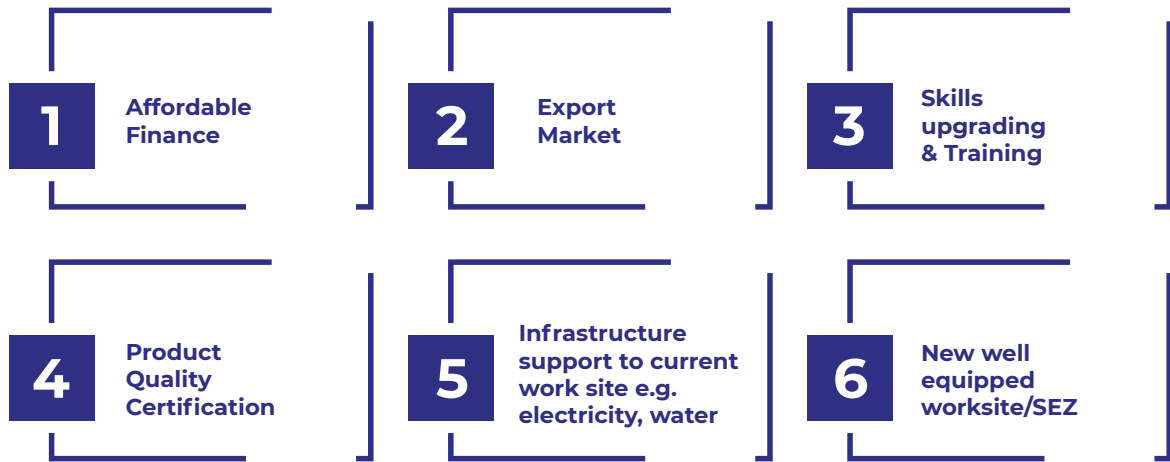 1
Affordable
Finance
2
Export
Market
3
Skills
upgrading
& Training
4
Product
Quality
Certification
5
Infrastructure
support to current
work site e.g.
electricity, water
6
New well
equipped
worksite/SEZ